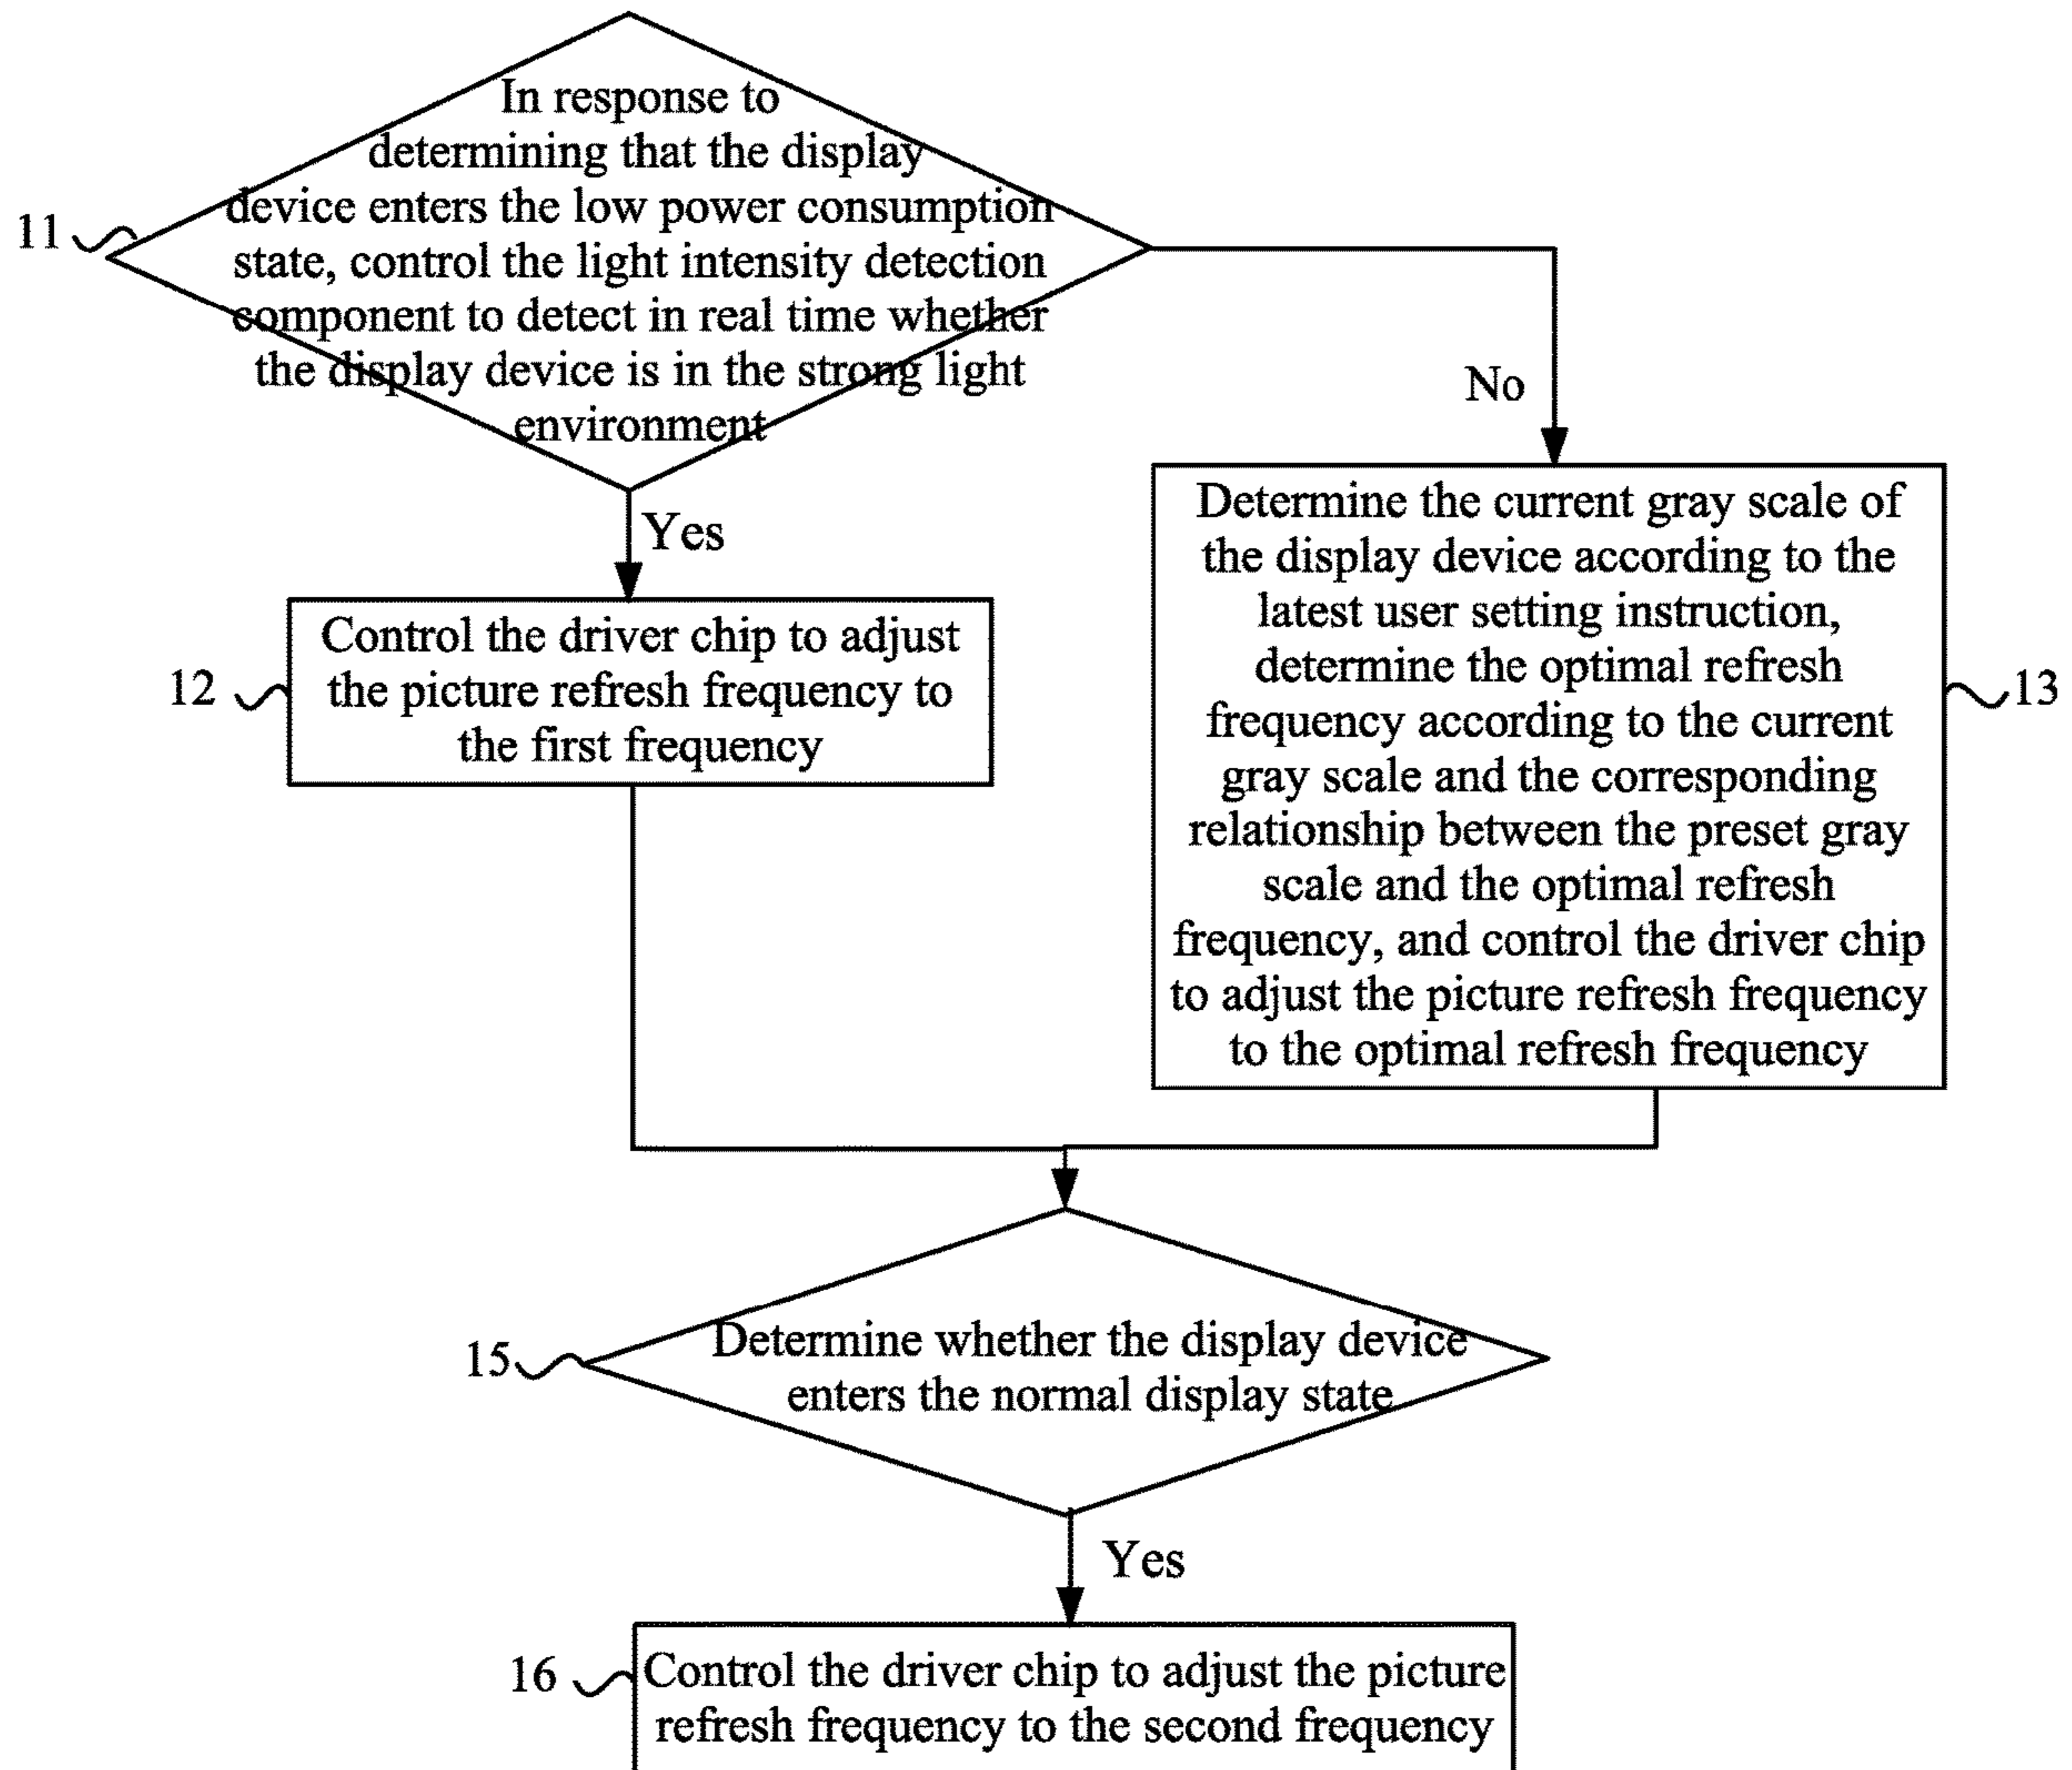 In response to
determining that the display
device enters the low power consumption
state, control the light intensity detection
component to detect in real time whether
the display device is in the strong light
environment
11
No
Yes
Control the driver chip to adjust
the picture refresh frequency to
the first frequency
12
Determine the current gray scale of
the display device according to the
latest user setting instruction,
determine the optimal refresh
frequency according to the current
gray scale and the corresponding
relationship between the preset gray
scale and the optimal refresh
frequency, and control the driver chip
to adjust the picture refresh frequency
to the optimal refresh frequency
13
15
Determine whether the display device
enters the normal display state
Yes
16
Control the driver chip to adjust the picture
refresh frequency to the second frequency